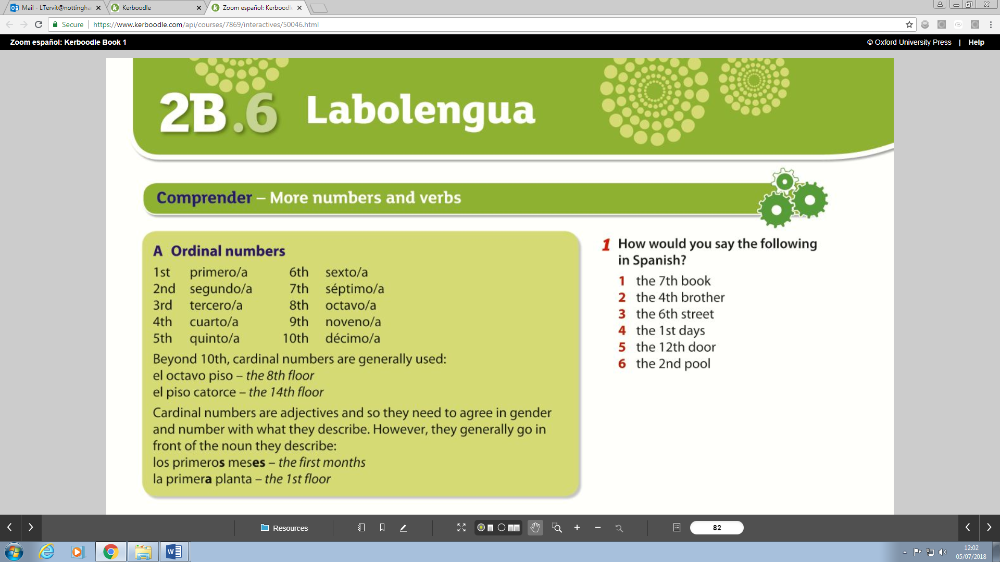 Mail - LTervit@nottingha
Kerboodle
Zoom español: Kerboodle
Secure
https://www.kerboodle.com/api/courses/7869/interactives/50046.html
Zoom español: Kerboodle Book 1
© Oxford University Press | Help
2B.6 Labolengua
Comprender – More numbers and verbs
A Ordinal numbers
1st primero/a 6th sexto/a
2nd segundo/a 7th séptimo/a
3rd tercero/a 8th octavo/a
4th cuarto/a 9th noveno/a
5th quinto/a 10th décimo/a
Beyond 10th, cardinal numbers are generally used:
el octavo piso – the 8th floor
el piso catorce – the 14th floor
Cardinal numbers are adjectives and so they need to agree in gender
and number with what they describe. However, they generally go in
front of the noun they describe:
los primeros meses – the first months
la primera planta – the 1st floor
1 How would you say the following
in Spanish?
1 the 7th book
2 the 4th brother
3 the 6th street
4 the 1st days
5 the 12th door
6 the 2nd pool
Resources
82
12:02
05/07/2018